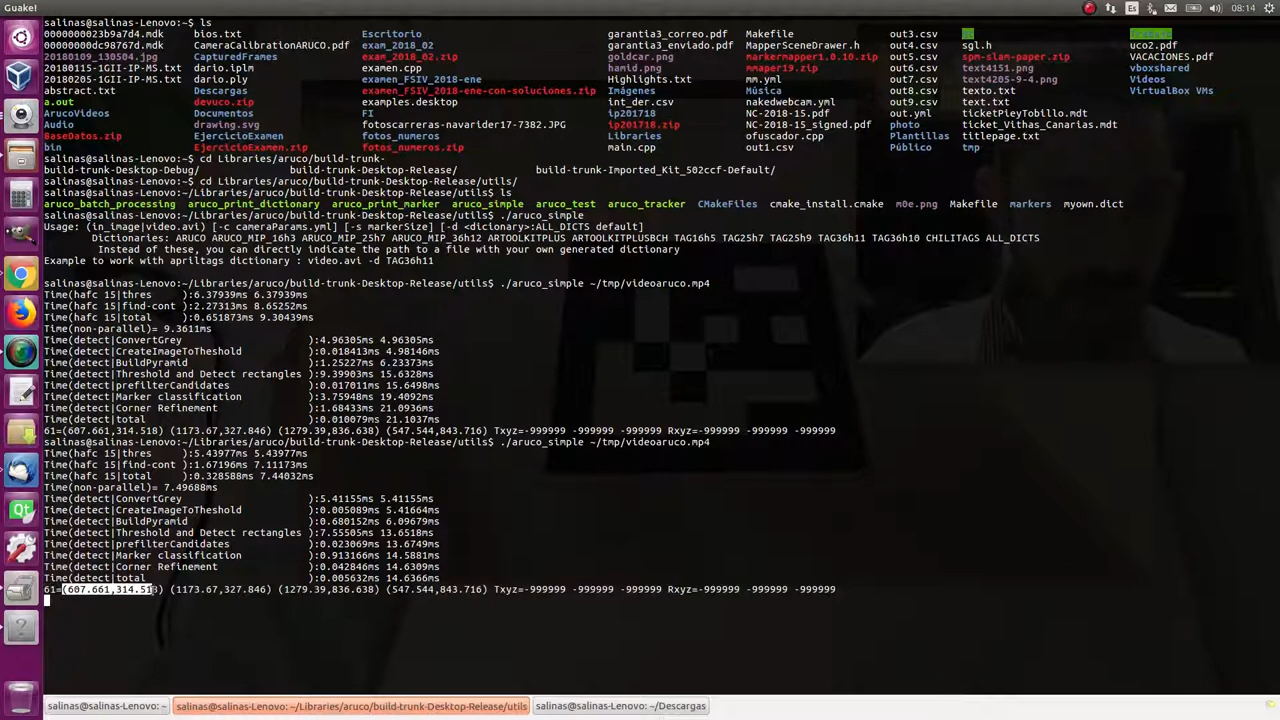 Guake!
Es
08:14
salinas@salinas-Lenovo:~$ ls
0000000023b9a7d4.mdk bios.txt Escritorio garantia3_correo.pdf Makefile out3.csv
00000000dc98767d.mdk CameraCalibrationARUCO.pdf exam_2018_02 garantia3_enviado.pdf MapperSceneDrawer.h out4.csv sgl.h uco2.pdf
20180109_130504.jpg CapturedFrames exam_2018_02.zip goldcar.png markermapper1.0.10.zip out5.csv spm-slam-paper.zip VACACIONES.pdf
20180115-1GII-IP-MS.txt dario.iplm examen.cpp hamid.png mmaper19.zip out6.csv text4151.png vboxshared
20180205-1GII-IP-MS.txt dario.ply examen_FSIV_2018-ene Highlights.txt mm.yml out7.csv text4205-9-4.png Videos
abstract.txt Descargas examen_FSIV_2018-ene-con-soluciones.zip Imágenes Música out8.csv texto.txt VirtualBox VMs
a.out devuco.zip examples.desktop int_der.csv nakedwebcam.yml out9.csv text.txt
ArucoVideos Documentos FI ip201718 NC-2018-15.pdf out.yml ticketPleyTobillo.mdt
Audio drawing.svg fotoscarreras-navarider17-7382.JPG ip201718.zip NC-2018-15_signed.pdf photo ticket_Vithas_Canarias.mdt
BaseDatos.zip EjercicioExamen fotos_numeros Libraries ofuscador.cpp Plantillas titlepage.txt
bin EjercicioExamen.zip fotos_numeros.zip main.cpp out1.csv Público tmp
salinas@salinas-Lenovo:~$ cd Libraries/aruco/build-trunk-
build-trunk-Desktop-Debug/ build-trunk-Desktop-Release/ build-trunk-Imported_Kit_502ccf-Default/
salinas@salinas-Lenovo:~$ cd Libraries/aruco/build-trunk-Desktop-Release/utils/
salinas@salinas-Lenovo:~/Libraries/aruco/build-trunk-Desktop-Release/utils$ ls
aruco_batch_processing aruco_print_dictionary aruco_print_marker aruco_simple aruco_test aruco_tracker CMakeFiles cmake_install.cmake m0e.png Makefile markers myown.dict
salinas@salinas-Lenovo:~/Libraries/aruco/build-trunk-Desktop-Release/utils$ ./aruco_simple
Usage: (in_image|video.avi) [-c cameraParams.yml] [-s markerSize] [-d <dicionary>:ALL_DICTS default]
Dictionaries: ARUCO ARUCO_MIP_16h3 ARUCO_MIP_25h7 ARUCO_MIP_36h12 ARTOOLKITPLUS ARTOOLKITPLUSBCH TAG16h5 TAG25h7 TAG25h9 TAG36h11 TAG36h10 CHILITAGS ALL_DICTS
Instead of these, you can directly indicate the path to a file with your own generated dictionary
Example to work with apriltags dictionary : video.avi -d TAG36h11
salinas@salinas-Lenovo:~/Libraries/aruco/build-trunk-Desktop-Release/utils$ ./aruco_simple ~/tmp/videoaruco.mp4
Time(hafc 15|thres ):6.37939ms 6.37939ms
Time(hafc 15|find-cont ):2.27313ms 8.65252ms
Time(hafc 15|total ):0.651873ms 9.30439ms
Time(non-parallel)= 9.3611ms
Time(detect|ConvertGrey ):4.96305ms 4.96305ms
Time(detect|CreateImageToTheshold ):0.018413ms 4.98146ms
Time(detect|BuildPyramid ):1.25227ms 6.23373ms
Time(detect|Threshold and Detect rectangles ):9.39903ms 15.6328ms
Time(detect|prefilterCandidates ):0.017011ms 15.6498ms
Time(detect|Marker classification ):3.75948ms 19.4092ms
Time(detect|Corner Refinement ):1.68433ms 21.0936ms
Time(detect|total ):0.010079ms 21.1037ms
61=(607.661,314.518) (1173.67,327.846) (1279.39,836.638) (547.544,843.716) Txyz=-999999 -999999 -999999 Rxyz=-999999 -999999 -999999
salinas@salinas-Lenovo:~/Libraries/aruco/build-trunk-Desktop-Release/utils$ ./aruco_simple ~/tmp/videoaruco.mp4
Time(hafc 15|thres ):5.43977ms 5.43977ms
Time(hafc 15|find-cont ):1.67196ms 7.11173ms
Time(hafc 15|total ):0.328588ms 7.44032ms
Time(non-parallel)= 7.49688ms
Time(detect|ConvertGrey ):5.41155ms 5.41155ms
Time(detect|CreateImageToTheshold ):0.005089ms 5.41664ms
Time(detect|BuildPyramid ):0.680152ms 6.09679ms
Time(detect|Threshold and Detect rectangles ):7.55505ms 13.6518ms
Time(detect|prefilterCandidates ):0.023069ms 13.6749ms
Time(detect|Marker classification ):0.913166ms 14.5881ms
Time(detect|Corner Refinement ):0.042846ms 14.6309ms
Time(detect|total ):0.005632ms 14.6366ms
61=(607.661,314.518) (1173.67,327.846) (1279.39,836.638) (547.544,843.716) Txyz=-999999 -999999 -999999 Rxyz=-999999 -999999 -999999
salinas@salinas-Lenovo: ~ salinas@salinas-Lenovo: ~/Libraries/aruco/build-trunk-Desktop-Release/utils salinas@salinas-Lenovo: ~/Descargas